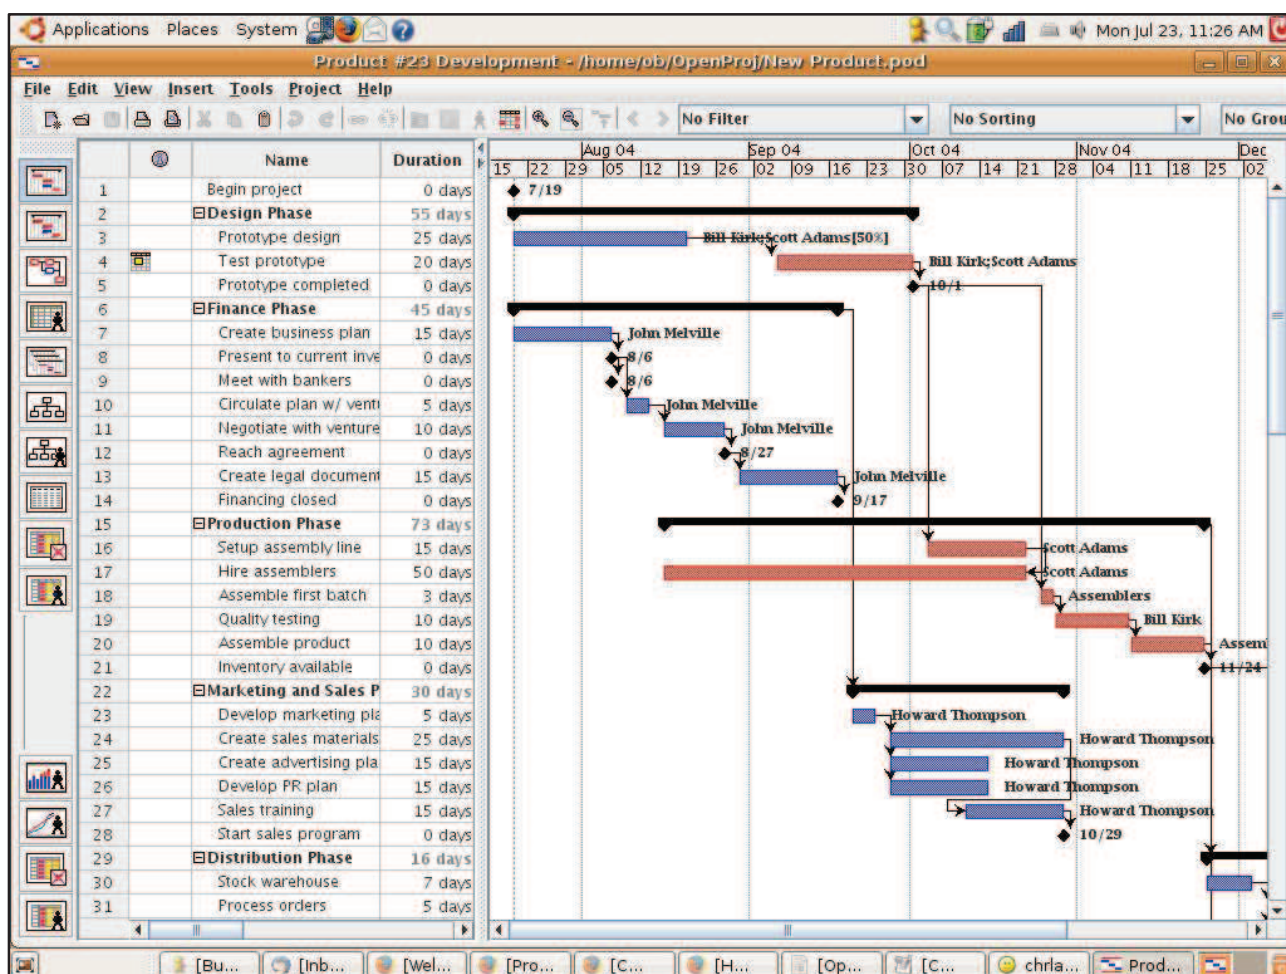 Applications Places System Mon Jul 23, 11:26 AM
Product #23 Development - /home/ob/OpenProj/New Product.pod
File Edit View Insert Tools Project Help
No Filter No Sorting No Grou
Name Duration
Aug 04 Sep 04 Oct 04 Nov 04 Dec
15 22 29 05 12 19 26 02 09 16 23 30 07 14 21 28 04 11 18 25 02
1 Begin project 0 days 7/19
2 Design Phase 55 days
3 Prototype design 25 days Bill Kirk;Scott Adams[50%]
4 Test prototype 20 days Bill Kirk;Scott Adams
5 Prototype completed 0 days 10/1
6 Finance Phase 45 days
7 Create business plan 15 days John Melville
8 Present to current inve 0 days 8/6
9 Meet with bankers 0 days 8/6
10 Circulate plan w/ ventu 5 days John Melville
11 Negotiate with venture 10 days John Melville
12 Reach agreement 0 days 8/27
13 Create legal document 15 days John Melville
14 Financing closed 0 days 9/17
15 Production Phase 73 days
16 Setup assembly line 15 days Scott Adams
17 Hire assemblers 50 days Scott Adams
18 Assemble first batch 3 days Assemblers
19 Quality testing 10 days Bill Kirk
20 Assemble product 10 days Assem
21 Inventory available 0 days 11/24
22 Marketing and Sales P 30 days
23 Develop marketing pla 5 days Howard Thompson
24 Create sales materials 25 days Howard Thompson
25 Create advertising pla 15 days Howard Thompson
26 Develop PR plan 15 days Howard Thompson
27 Sales training 15 days Howard Thompson
28 Start sales program 0 days 10/29
29 Distribution Phase 16 days
30 Stock warehouse 7 days
31 Process orders 5 days
[Bu... [Inb... [Wel... [Pro... [C... [H... [Op... [C... chrla... Prod...